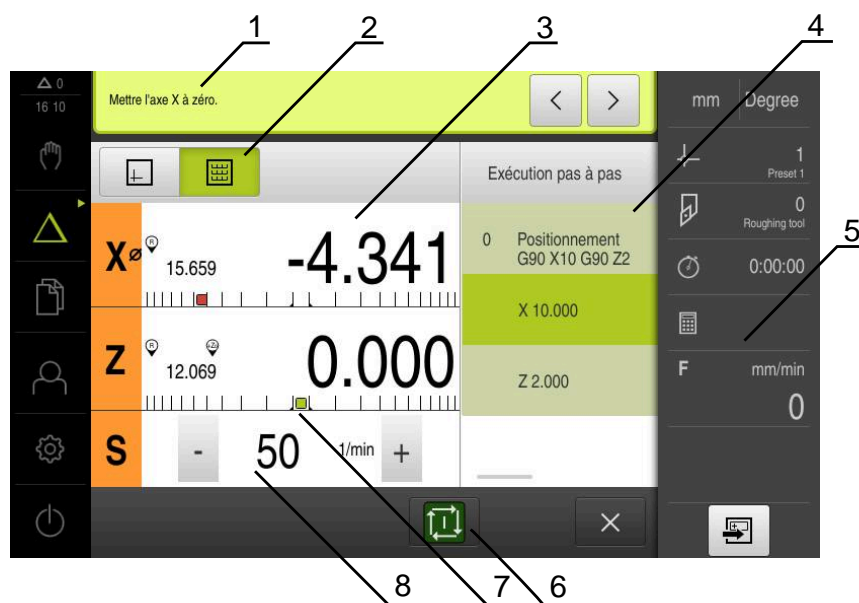 1 2 3 4
0
16 10
Mettre l'axe X à zéro.
< >
mm Degree
1
Preset 1
0
Roughing tool
0:00:00
F mm/min
0
5
Exécution pas à pas
0 Positionnement
G90 X10 G90 Z2
X 10.000
Z 2.000
X⌀ R 15.659 -4.341
Z R 12.069 0.000
S - 50 1/min +
8 7 6